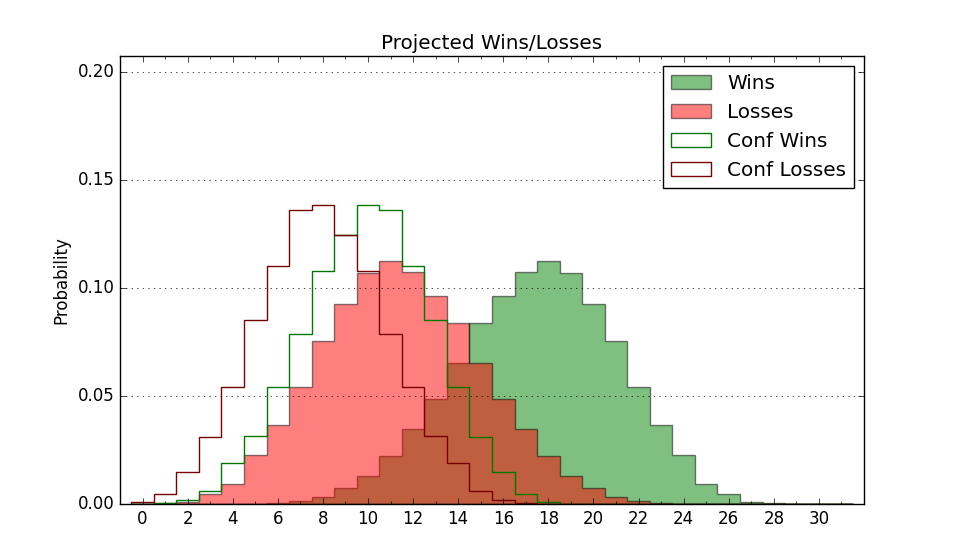 Projected Wins/Losses
0.20
0.15
0.10
0.05
0.00
Probability
Wins
Losses
Conf Wins
Conf Losses
0 2 4 6 8 10 12 14 16 18 20 22 24 26 28 30